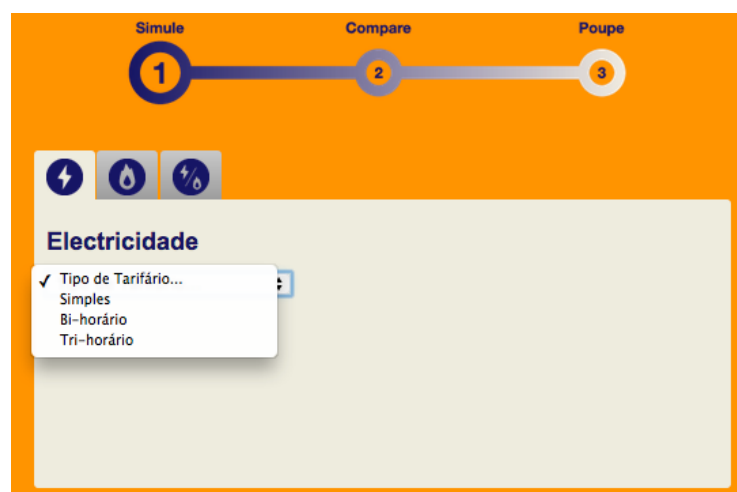 Simule Compare Poupe
1 2 3
Electricidade
✓ Tipo de Tarifário...
Simples
Bi-horário
Tri-horário